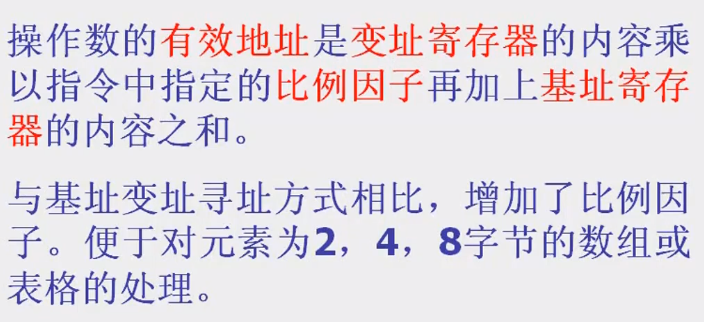 操作数的有效地址是变址寄存器的内容乘
以指令中指定的比例因子再加上基址寄存
器的内容之和。
与基址变址寻址方式相比，增加了比例因
子。便于对元素为2，4，8字节的数组或
表格的处理。